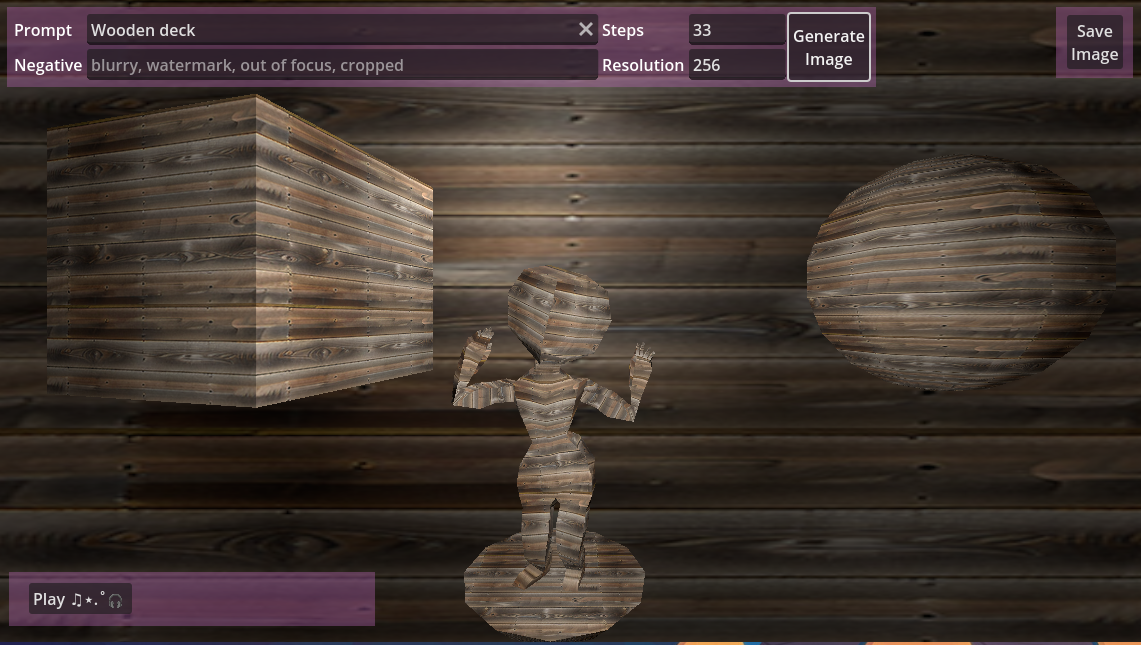 Prompt Wooden deck Steps 33
Negative blurry, watermark, out of focus, cropped Resolution 256
Generate
Image
Save
Image
Play ♫⋆.˚🎧